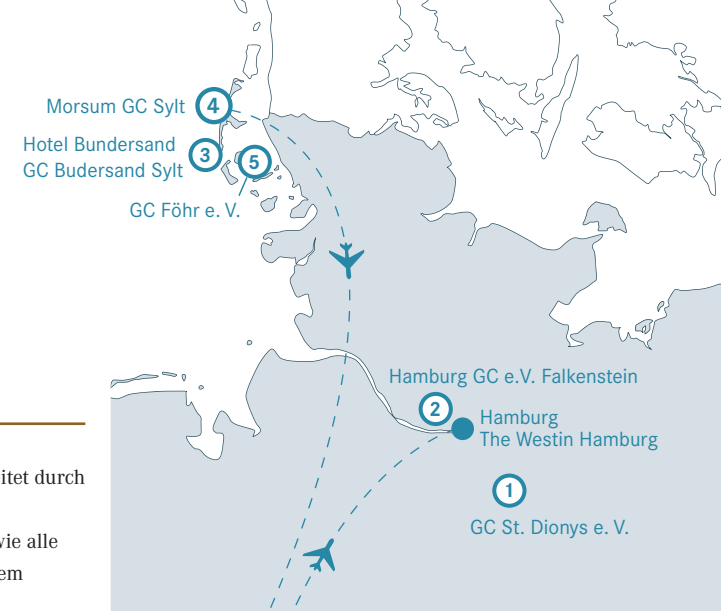 Morsum GC Sylt
4
Hotel Bundersand
GC Budersand Sylt
3
5
GC Föhr e. V.
Hamburg GC e.V. Falkenstein
2
Hamburg
The Westin Hamburg
1
GC St. Dionys e. V.
itet durch
wie alle
em